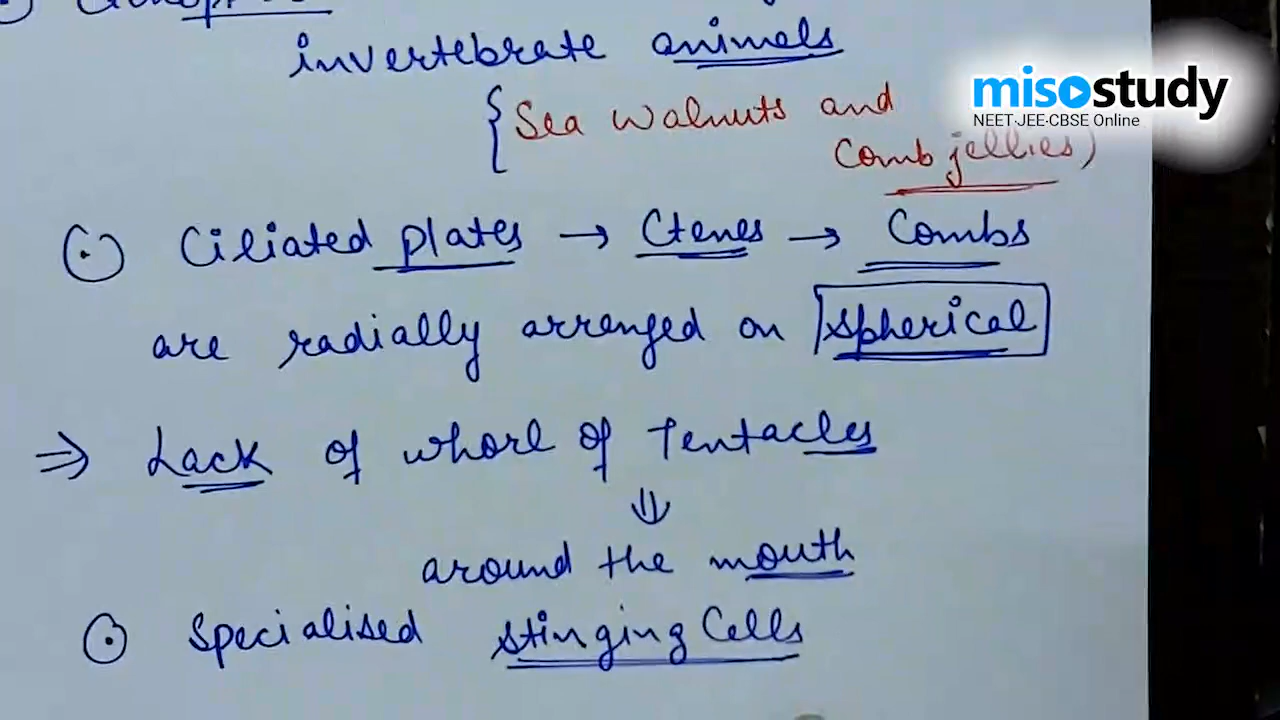 invertebrate animals
{Sea walnuts and
Comb jellies)
misostudy
NEET-JEE-CBSE Online
⊙ Ciliated plates → Ctenes → Combs
are radially arranged on spherical
⇒ Lack of whorl of Tentacles
⇓
around the mouth
⊙ Specialised stinging Cells